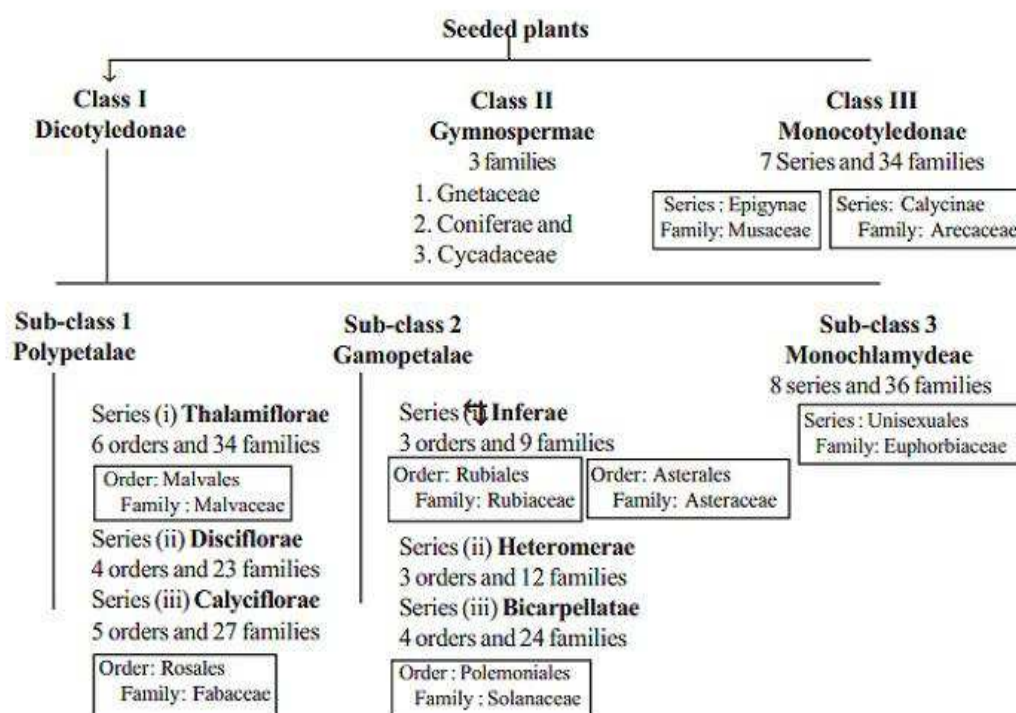 Seeded plants
Class I
Dicotyledonae
Class II
Gymnospermae
3 families
1. Gnetaceae
2. Coniferae and
3. Cycadaceae
Class III
Monocotyledonae
7 Series and 34 families
Series : Epigynae
Family: Musaceae
Series: Calycinae
Family: Arecaceae
Sub-class 1
Polypetalae
Series (i) Thalamiflorae
6 orders and 34 families
Order: Malvales
Family : Malvaceae
Series (ii) Disciflorae
4 orders and 23 families
Series (iii) Calyciflorae
5 orders and 27 families
Order: Rosales
Family: Fabaceae
Sub-class 2
Gamopetalae
Series Inferae
3 orders and 9 families
Order: Rubiales
Family: Rubiaceae
Order: Asterales
Family: Asteraceae
Series (ii) Heteromerae
3 orders and 12 families
Series (iii) Bicarpellatae
4 orders and 24 families
Order : Polemoniales
Family : Solanaceae
Sub-class 3
Monochlamydeae
8 series and 36 families
Series : Unisexuales
Family: Euphorbiaceae